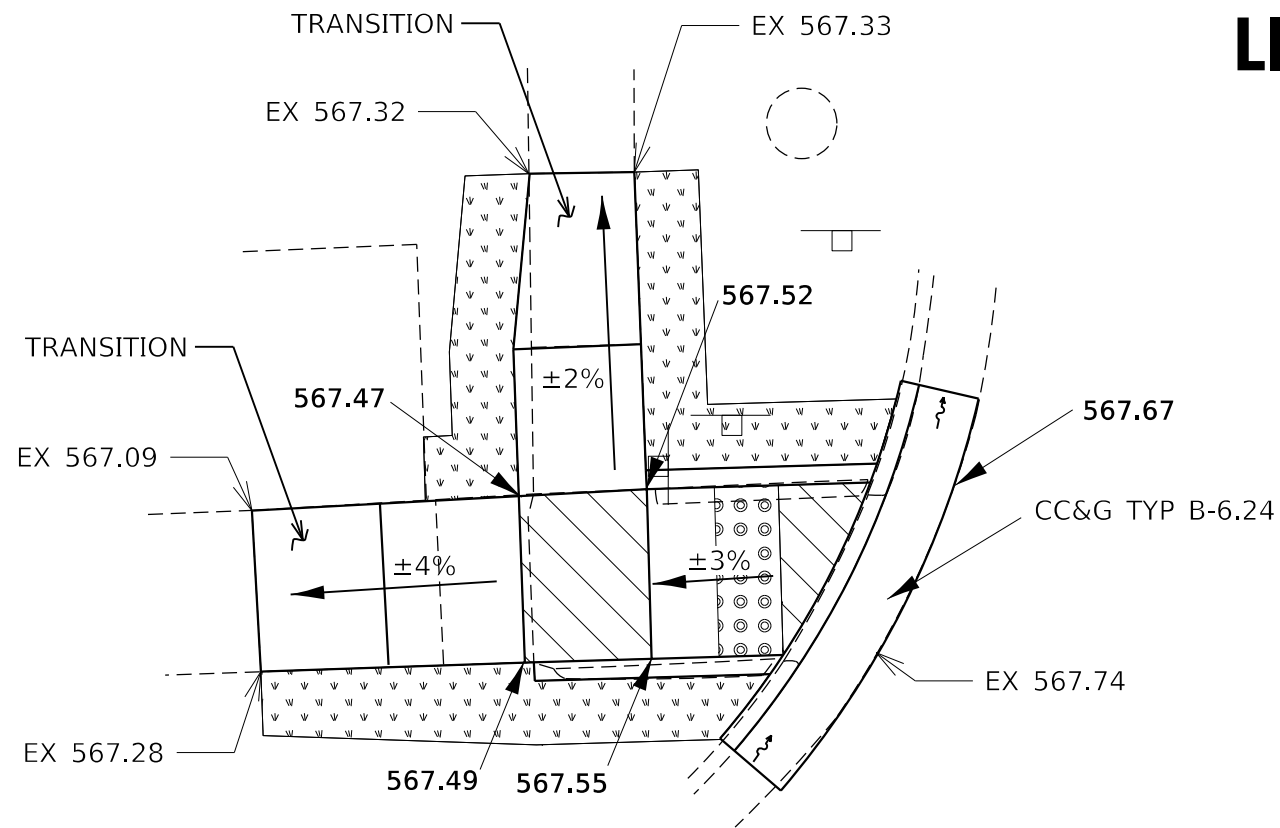 TRANSITION
EX 567.33
EX 567.32
567.52
TRANSITION
±2%
567.47
567.67
EX 567.09
CC&G TYP B-6.24
±3%
±4%
EX 567.74
EX 567.28
567.49
567.55